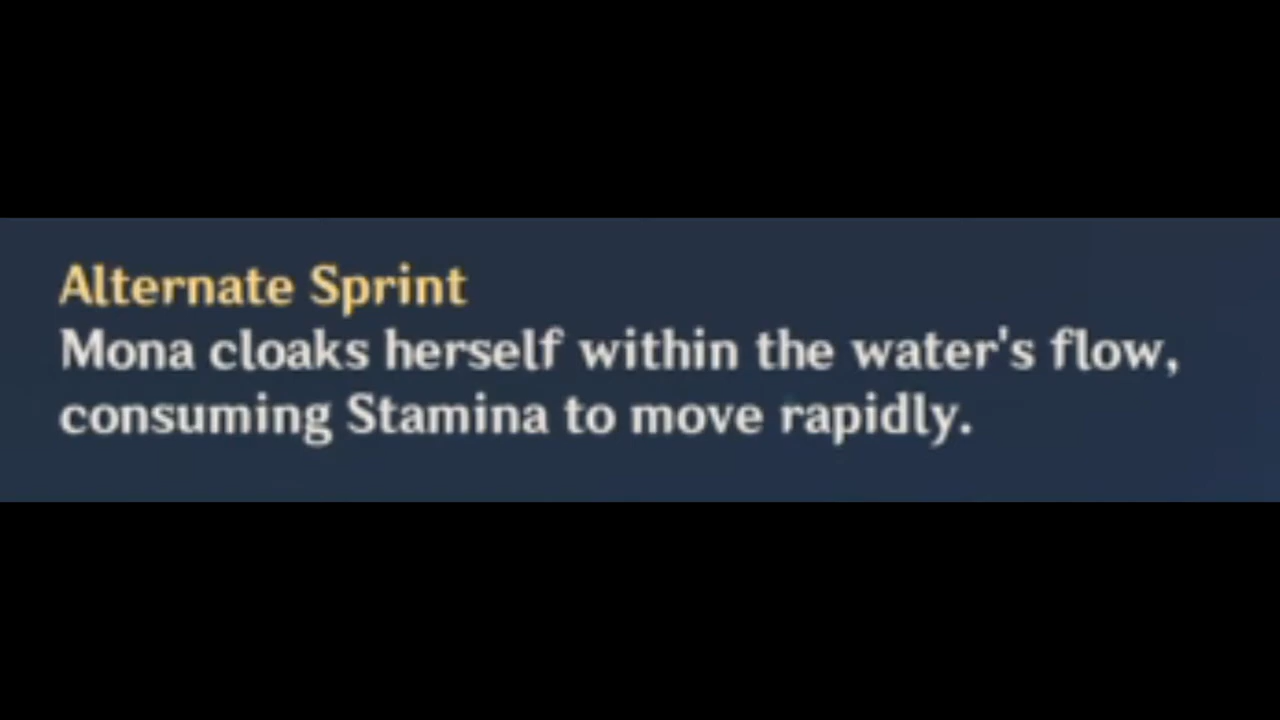 Alternate Sprint
Mona cloaks herself within the water's flow,
consuming Stamina to move rapidly.